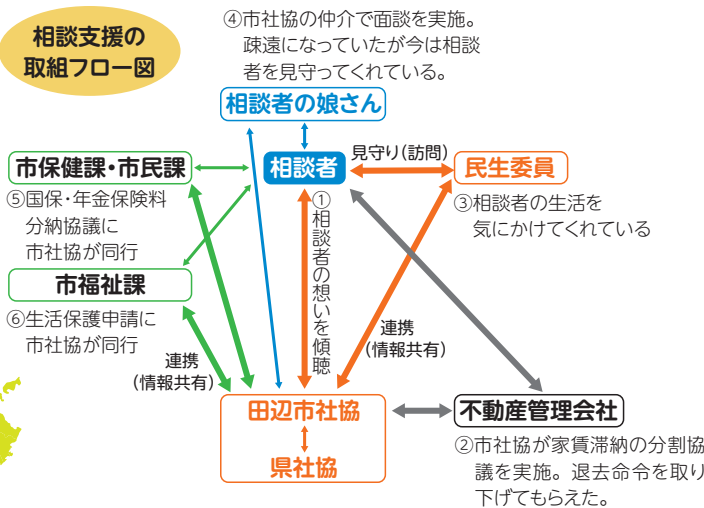 相談支援の
取組フロー図
④市社協の仲介で面談を実施。
疎遠になっていたが今は相談
者を見守ってくれている。
相談者の娘さん
市保健課・市民課
相談者
見守り(訪問)
民生委員
⑤国保・年金保険料
分納協議に
市社協が同行
①相談者の想いを傾聴
③相談者の生活を
気にかけてくれている
市福祉課
⑥生活保護申請に
市社協が同行
連携
(情報共有)
連携
(情報共有)
田辺市社協
県社協
不動産管理会社
②市社協が家賃滞納の分割協
議を実施。退去命令を取り
下げてもらえた。